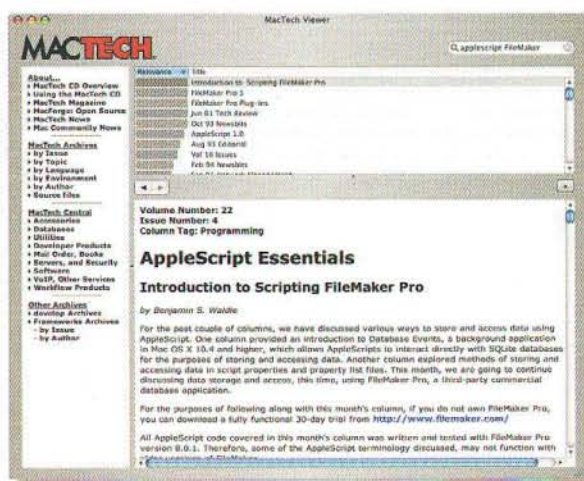 MacTech Viewer
MACTECH
applescript FileMaker
About...
MacTech CD Overview
Using the MacTech CD
MacTech Magazine
MacForge: Open Source
MacTech News
Mac Community News
MacTech Archives
by Issue
by Topic
by Language
by Environment
by Author
Source files
MacTech Central
Accessories
Databases
Utilities
Developer Products
Mail Order, Books
Servers, and Security
Software
VoIP, Other Services
Workflow Products
Other Archives
develop Archives
Frameworks Archives
- by Issue
- by Author
Relevance Title
Introduction to Scripting FileMaker Pro
FileMaker Pro 5
FileMaker Pro Plug-ins
Jun 01 Tech Review
Oct 93 Newsbits
AppleScript 1.0
Aug 93 Editorial
Vol 10 Issues
Feb 94 Newsbits
Volume Number: 22
Issue Number: 4
Column Tag: Programming
AppleScript Essentials
Introduction to Scripting FileMaker Pro
by Benjamin S. Waldie
For the past couple of columns, we have discussed various ways to store and access data using
AppleScript. One column provided an introduction to Database Events, a background application
in Mac OS X 10.4 and higher, which allows AppleScripts to interact directly with SQLite databases
for the purposes of storing and accessing data. Another column explored methods of storing and
accessing data in script properties and property list files. This month, we are going to continue
discussing data storage and access, this time, using FileMaker Pro, a third-party commercial
database application.
For the purposes of following along with this month's column, if you do not own FileMaker Pro,
you can download a fully functional 30-day trial from http://www.filemaker.com/
All AppleScript code covered in this month's column was written and tested with FileMaker Pro
version 8.0.1. Therefore, some of the AppleScript terminology discussed, may not function with